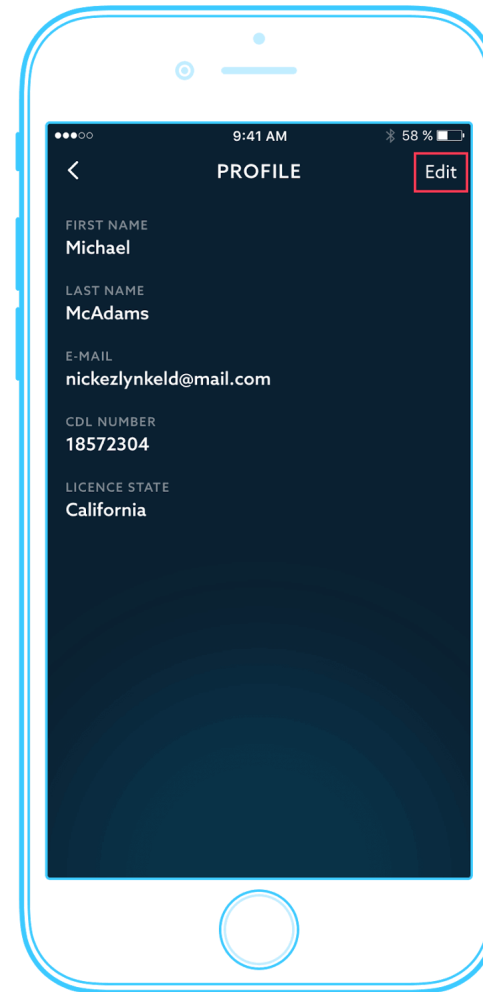 9:41 AM 58 %
PROFILE Edit
FIRST NAME
Michael
LAST NAME
McAdams
E-MAIL
nickezlynkeld@mail.com
CDL NUMBER
18572304
LICENCE STATE
California